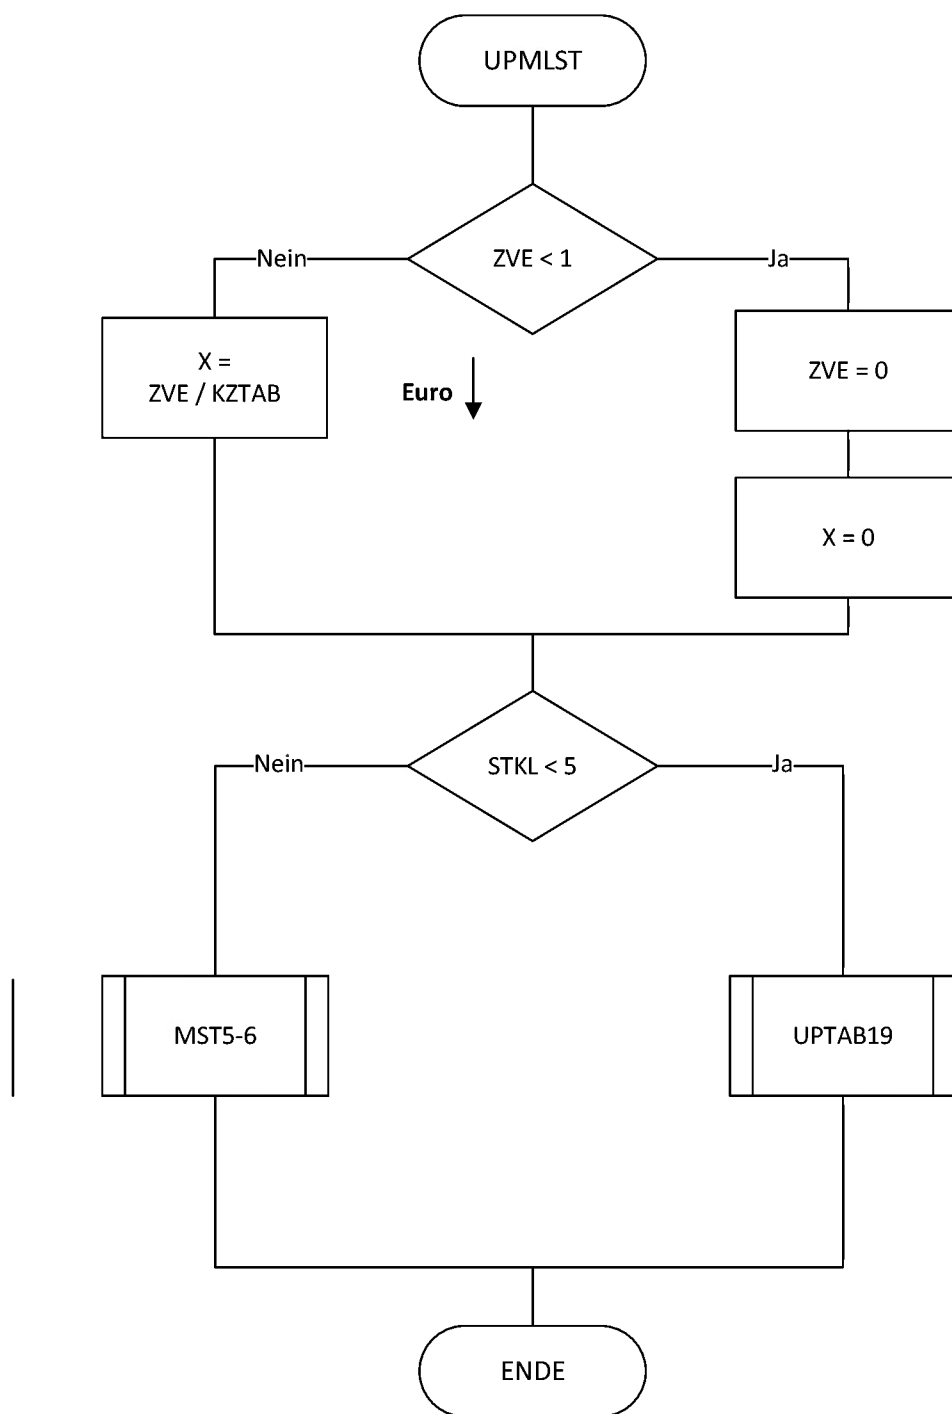 UPMLST
ZVE < 1
Nein
Ja
X =
ZVE / KZTAB
Euro
ZVE = 0
X = 0
STKL < 5
Nein
Ja
MST5-6
UPTAB19
ENDE